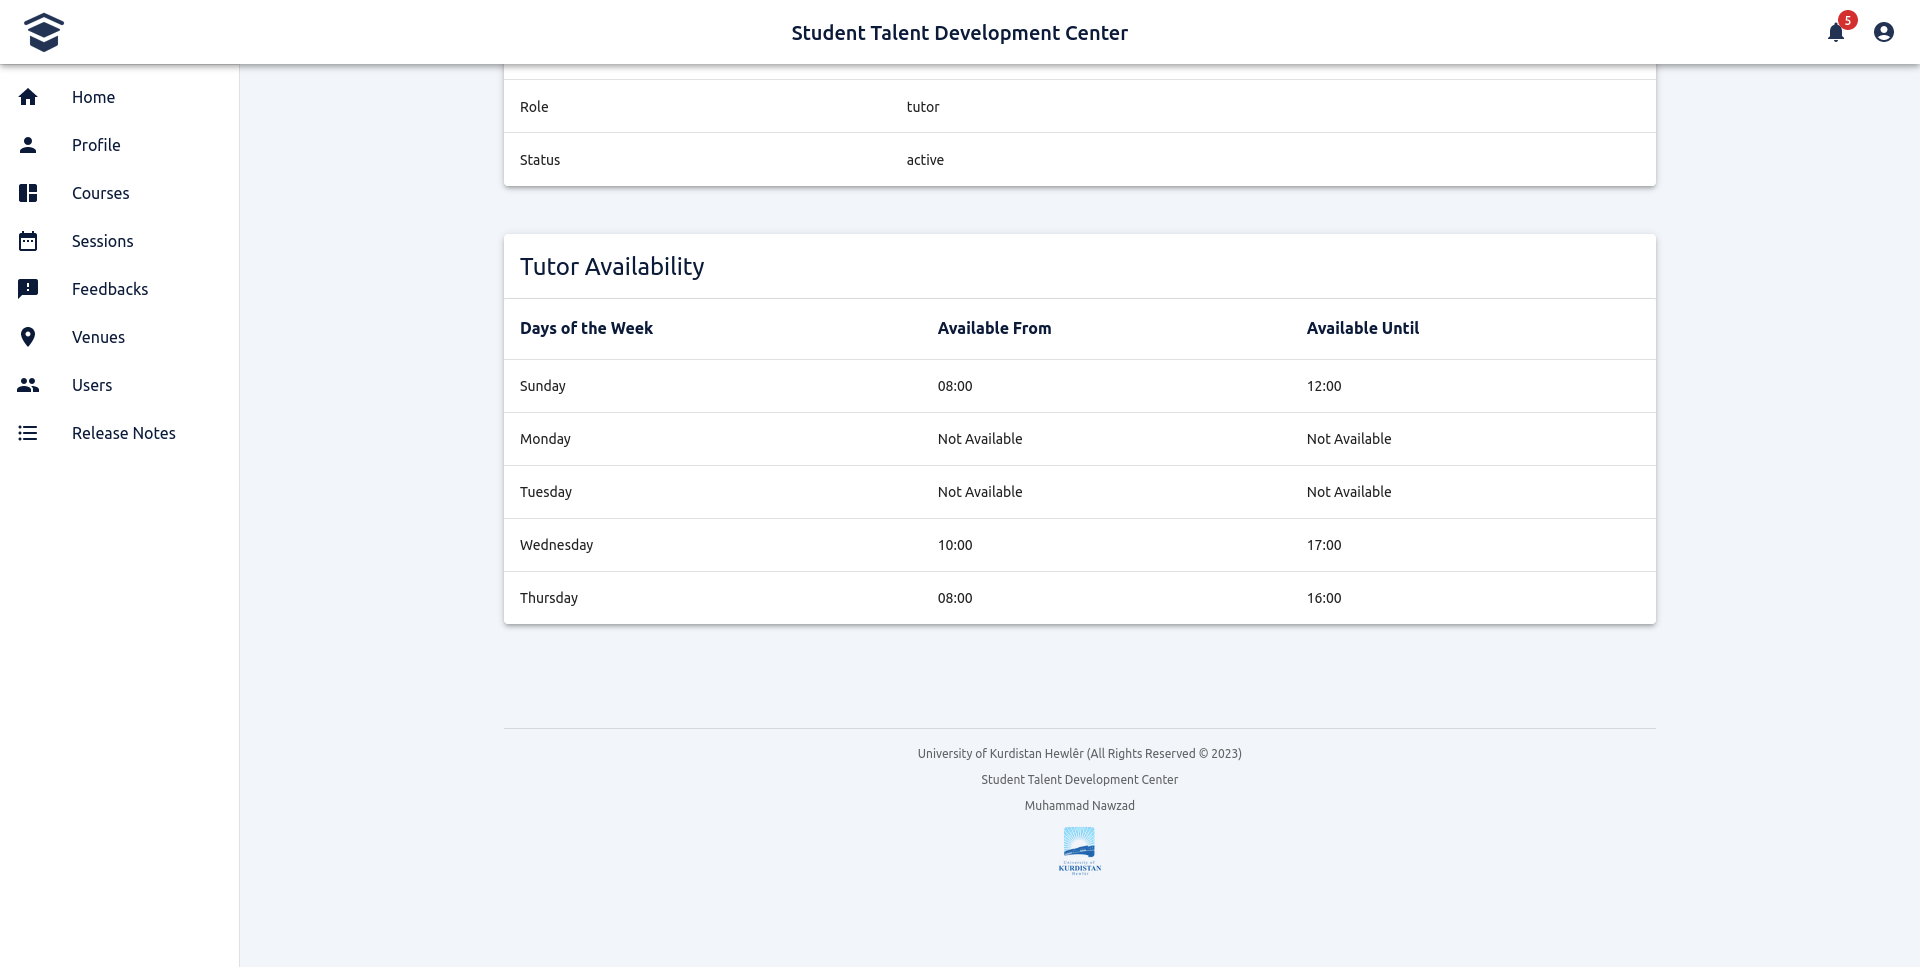 Student Talent Development Center
5
Home
Profile
Courses
Sessions
Feedbacks
Venues
Users
Release Notes
Role tutor
Status active
Tutor Availability
Days of the Week Available From Available Until
Sunday 08:00 12:00
Monday Not Available Not Available
Tuesday Not Available Not Available
Wednesday 10:00 17:00
Thursday 08:00 16:00
University of Kurdistan Hewlêr (All Rights Reserved © 2023)
Student Talent Development Center
Muhammad Nawzad
University of
KURDISTAN
Hewlêr